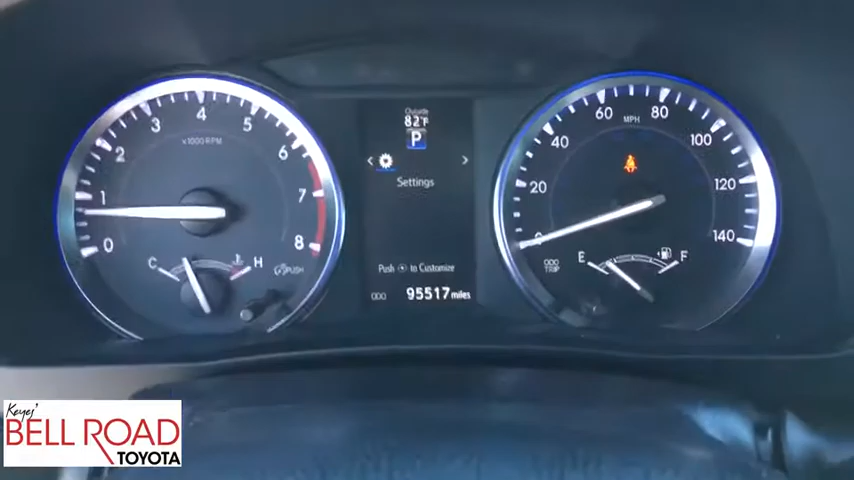 0 1 2 3 4 5 6 7 8
x1000 RPM
C H
PUSH
Outside
82°F
P
< >
Settings
Push to Customize
ODO 95517 miles
0 20 40 60 80 100 120 140
MPH
ODO
TRIP
E F
Keyes'
BELL ROAD
TOYOTA